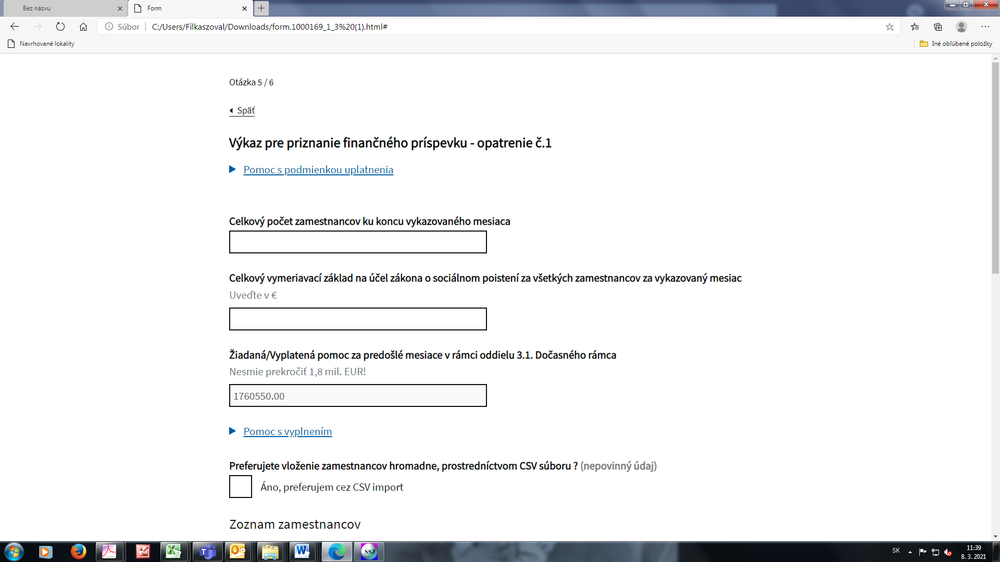 Bez názvu
Form
Súbor
C:/Users/Filkaszoval/Downloads/form.1000169_1_3%20(1).html#
Navrhované lokality
Iné obľúbené položky
Otázka 5 / 6
Späť
Výkaz pre priznanie finančného príspevku - opatrenie č.1
Pomoc s podmienkou uplatnenia
Celkový počet zamestnancov ku koncu vykazovaného mesiaca
Celkový vymeriavací základ na účel zákona o sociálnom poistení za všetkých zamestnancov za vykazovaný mesiac
Uveďte v €
Žiadaná/Vyplatená pomoc za predošlé mesiace v rámci oddielu 3.1. Dočasného rámca
Nesmie prekročiť 1,8 mil. EUR!
1760550.00
Pomoc s vyplnením
Preferujete vloženie zamestnancov hromadne, prostredníctvom CSV súboru ? (nepovinný údaj)
Áno, preferujem cez CSV import
Zoznam zamestnancov
SSZ
SK
11:39
8. 3. 2021